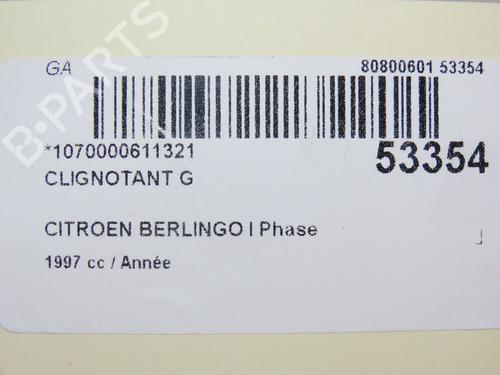 GA 80800601 53354
*1070000611321
53354
CLIGNOTANT G
CITROEN BERLINGO I Phase
1997 cc / Année
B-PARTS